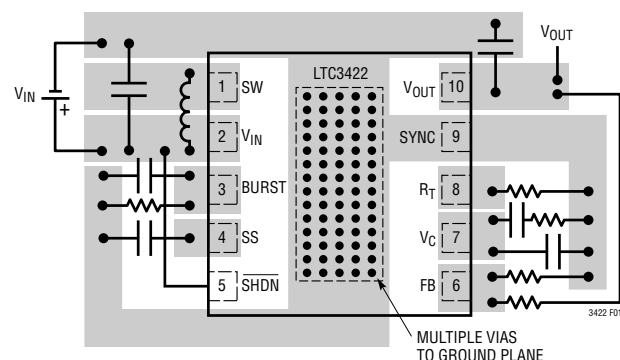 VOUT
LTC3422
VIN
+
1 SW
VOUT 10
2 VIN
SYNC 9
3 BURST
RT 8
4 SS
VC 7
5 SHDN
FB 6
3422 F01
MULTIPLE VIAS
TO GROUND PLANE